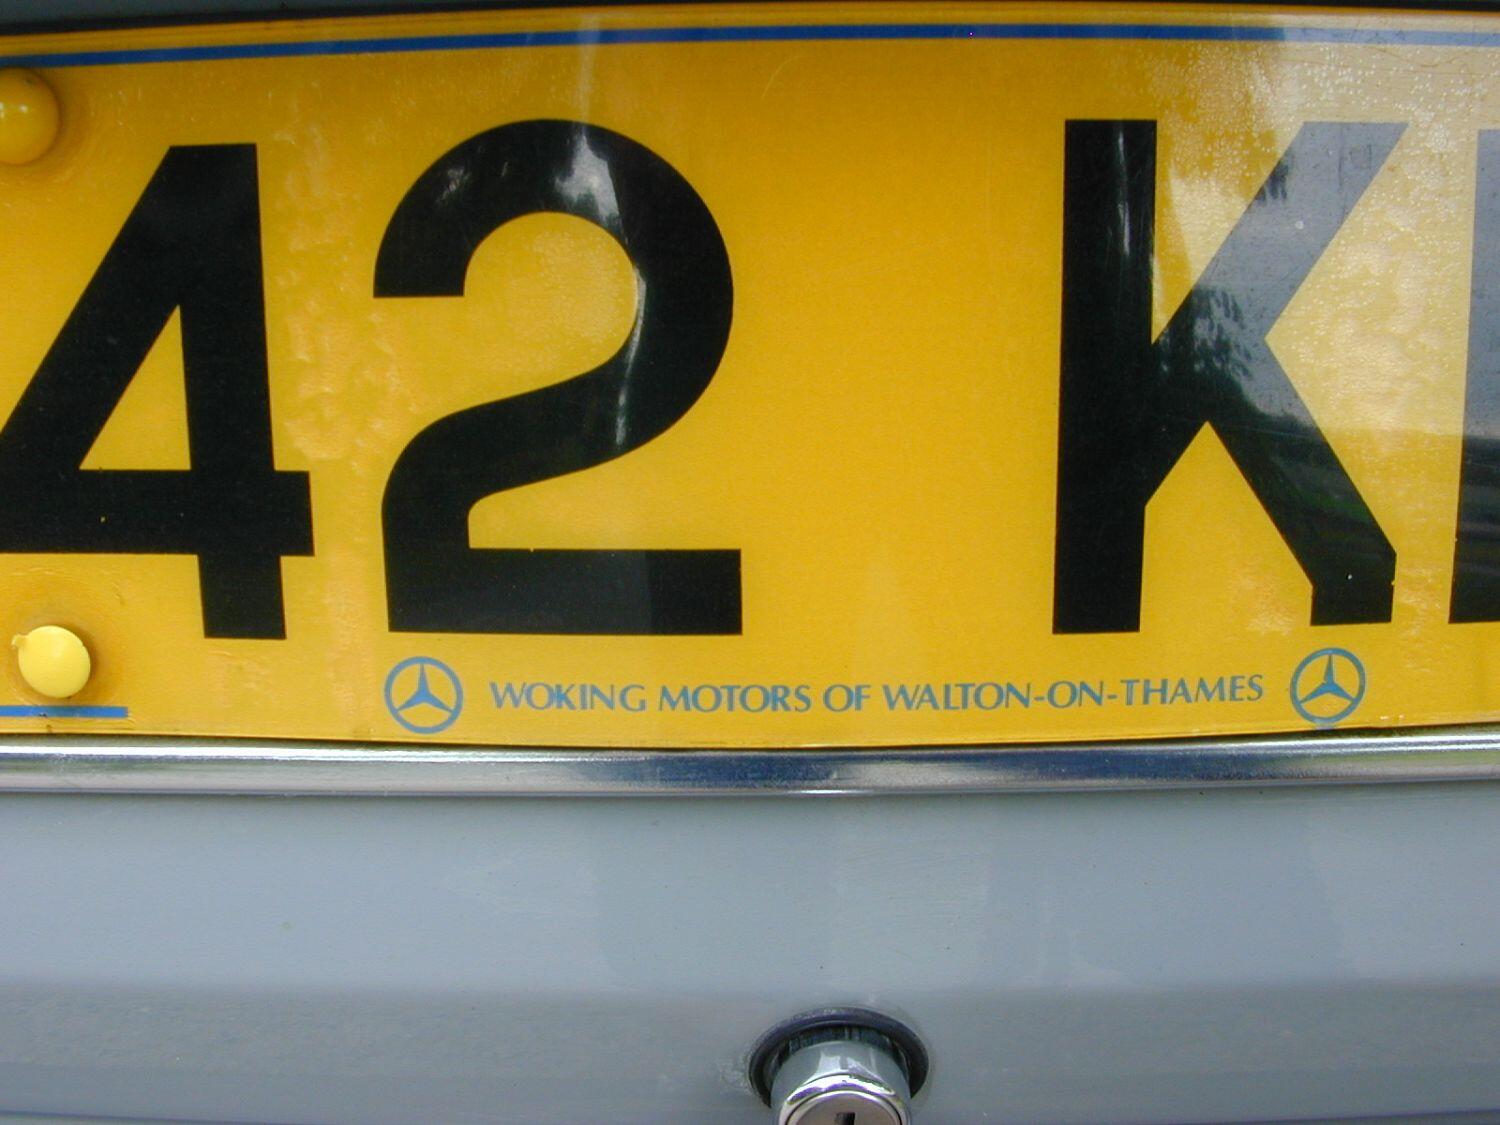 42 K
WOKING MOTORS OF WALTON-ON-THAMES